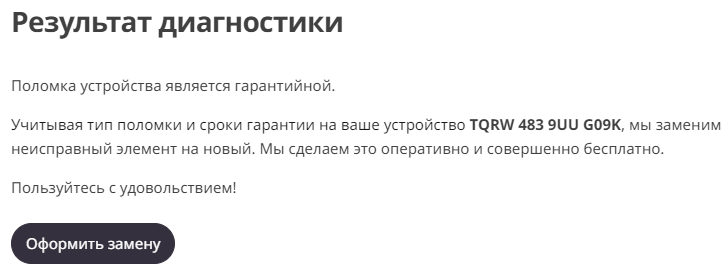 Результат диагностики
Поломка устройства является гарантийной.
Учитывая тип поломки и сроки гарантии на ваше устройство TQRW 483 9UU G09K, мы заменим
неисправный элемент на новый. Мы сделаем это оперативно и совершенно бесплатно.
Пользуйтесь с удовольствием!
Оформить замену